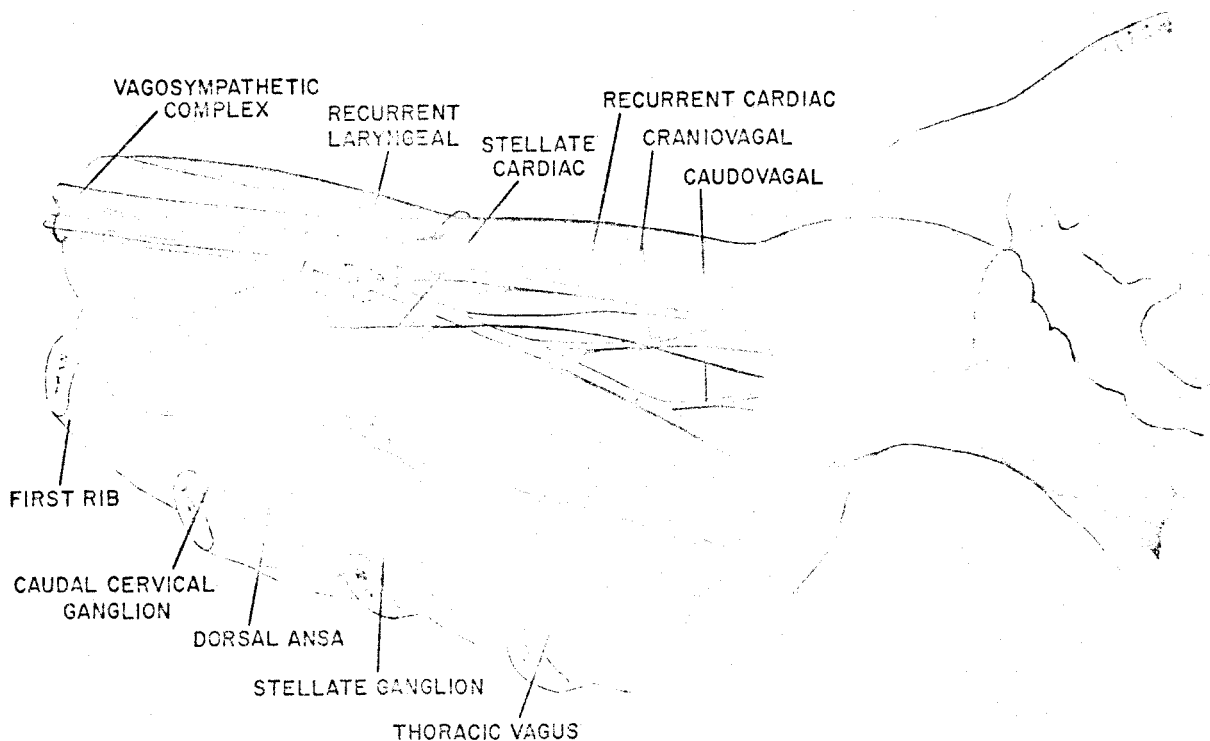 VAGOSYMPATHETIC
COMPLEX
RECURRENT
LARYNGEAL
STELLATE
CARDIAC
RECURRENT CARDIAC
CRANIOVAGAL
CAUDOVAGAL
FIRST RIB
CAUDAL CERVICAL
GANGLION
DORSAL ANSA
STELLATE GANGLION
THORACIC VAGUS